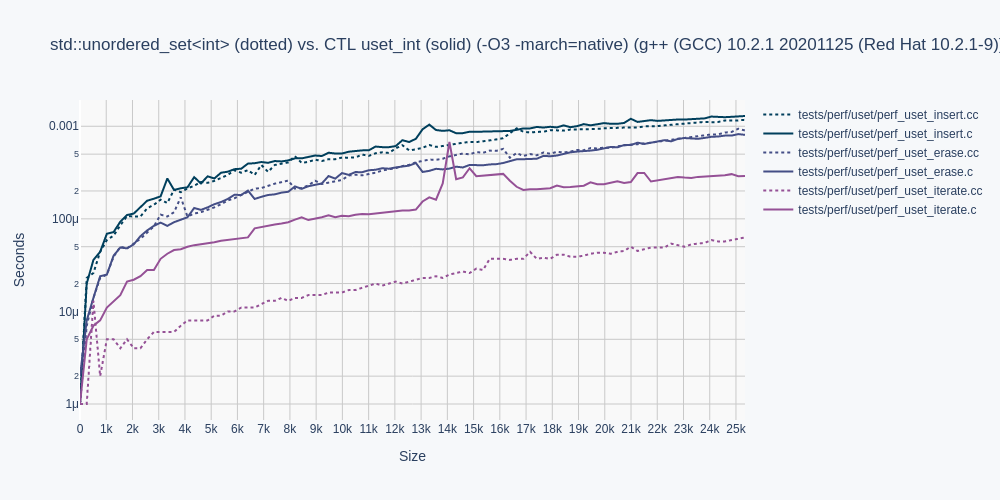 std::unordered_set<int> (dotted) vs. CTL uset_int (solid) (-O3 -march=native) (g++ (GCC) 10.2.1 20201125 (Red Hat 10.2.1-9))
0.001
5
2
100μ
5
2
10μ
5
2
1μ
Seconds
0 1k 2k 3k 4k 5k 6k 7k 8k 9k 10k 11k 12k 13k 14k 15k 16k 17k 18k 19k 20k 21k 22k 23k 24k 25k
Size
tests/perf/uset/perf_uset_insert.cc
tests/perf/uset/perf_uset_insert.c
tests/perf/uset/perf_uset_erase.cc
tests/perf/uset/perf_uset_erase.c
tests/perf/uset/perf_uset_iterate.cc
tests/perf/uset/perf_uset_iterate.c